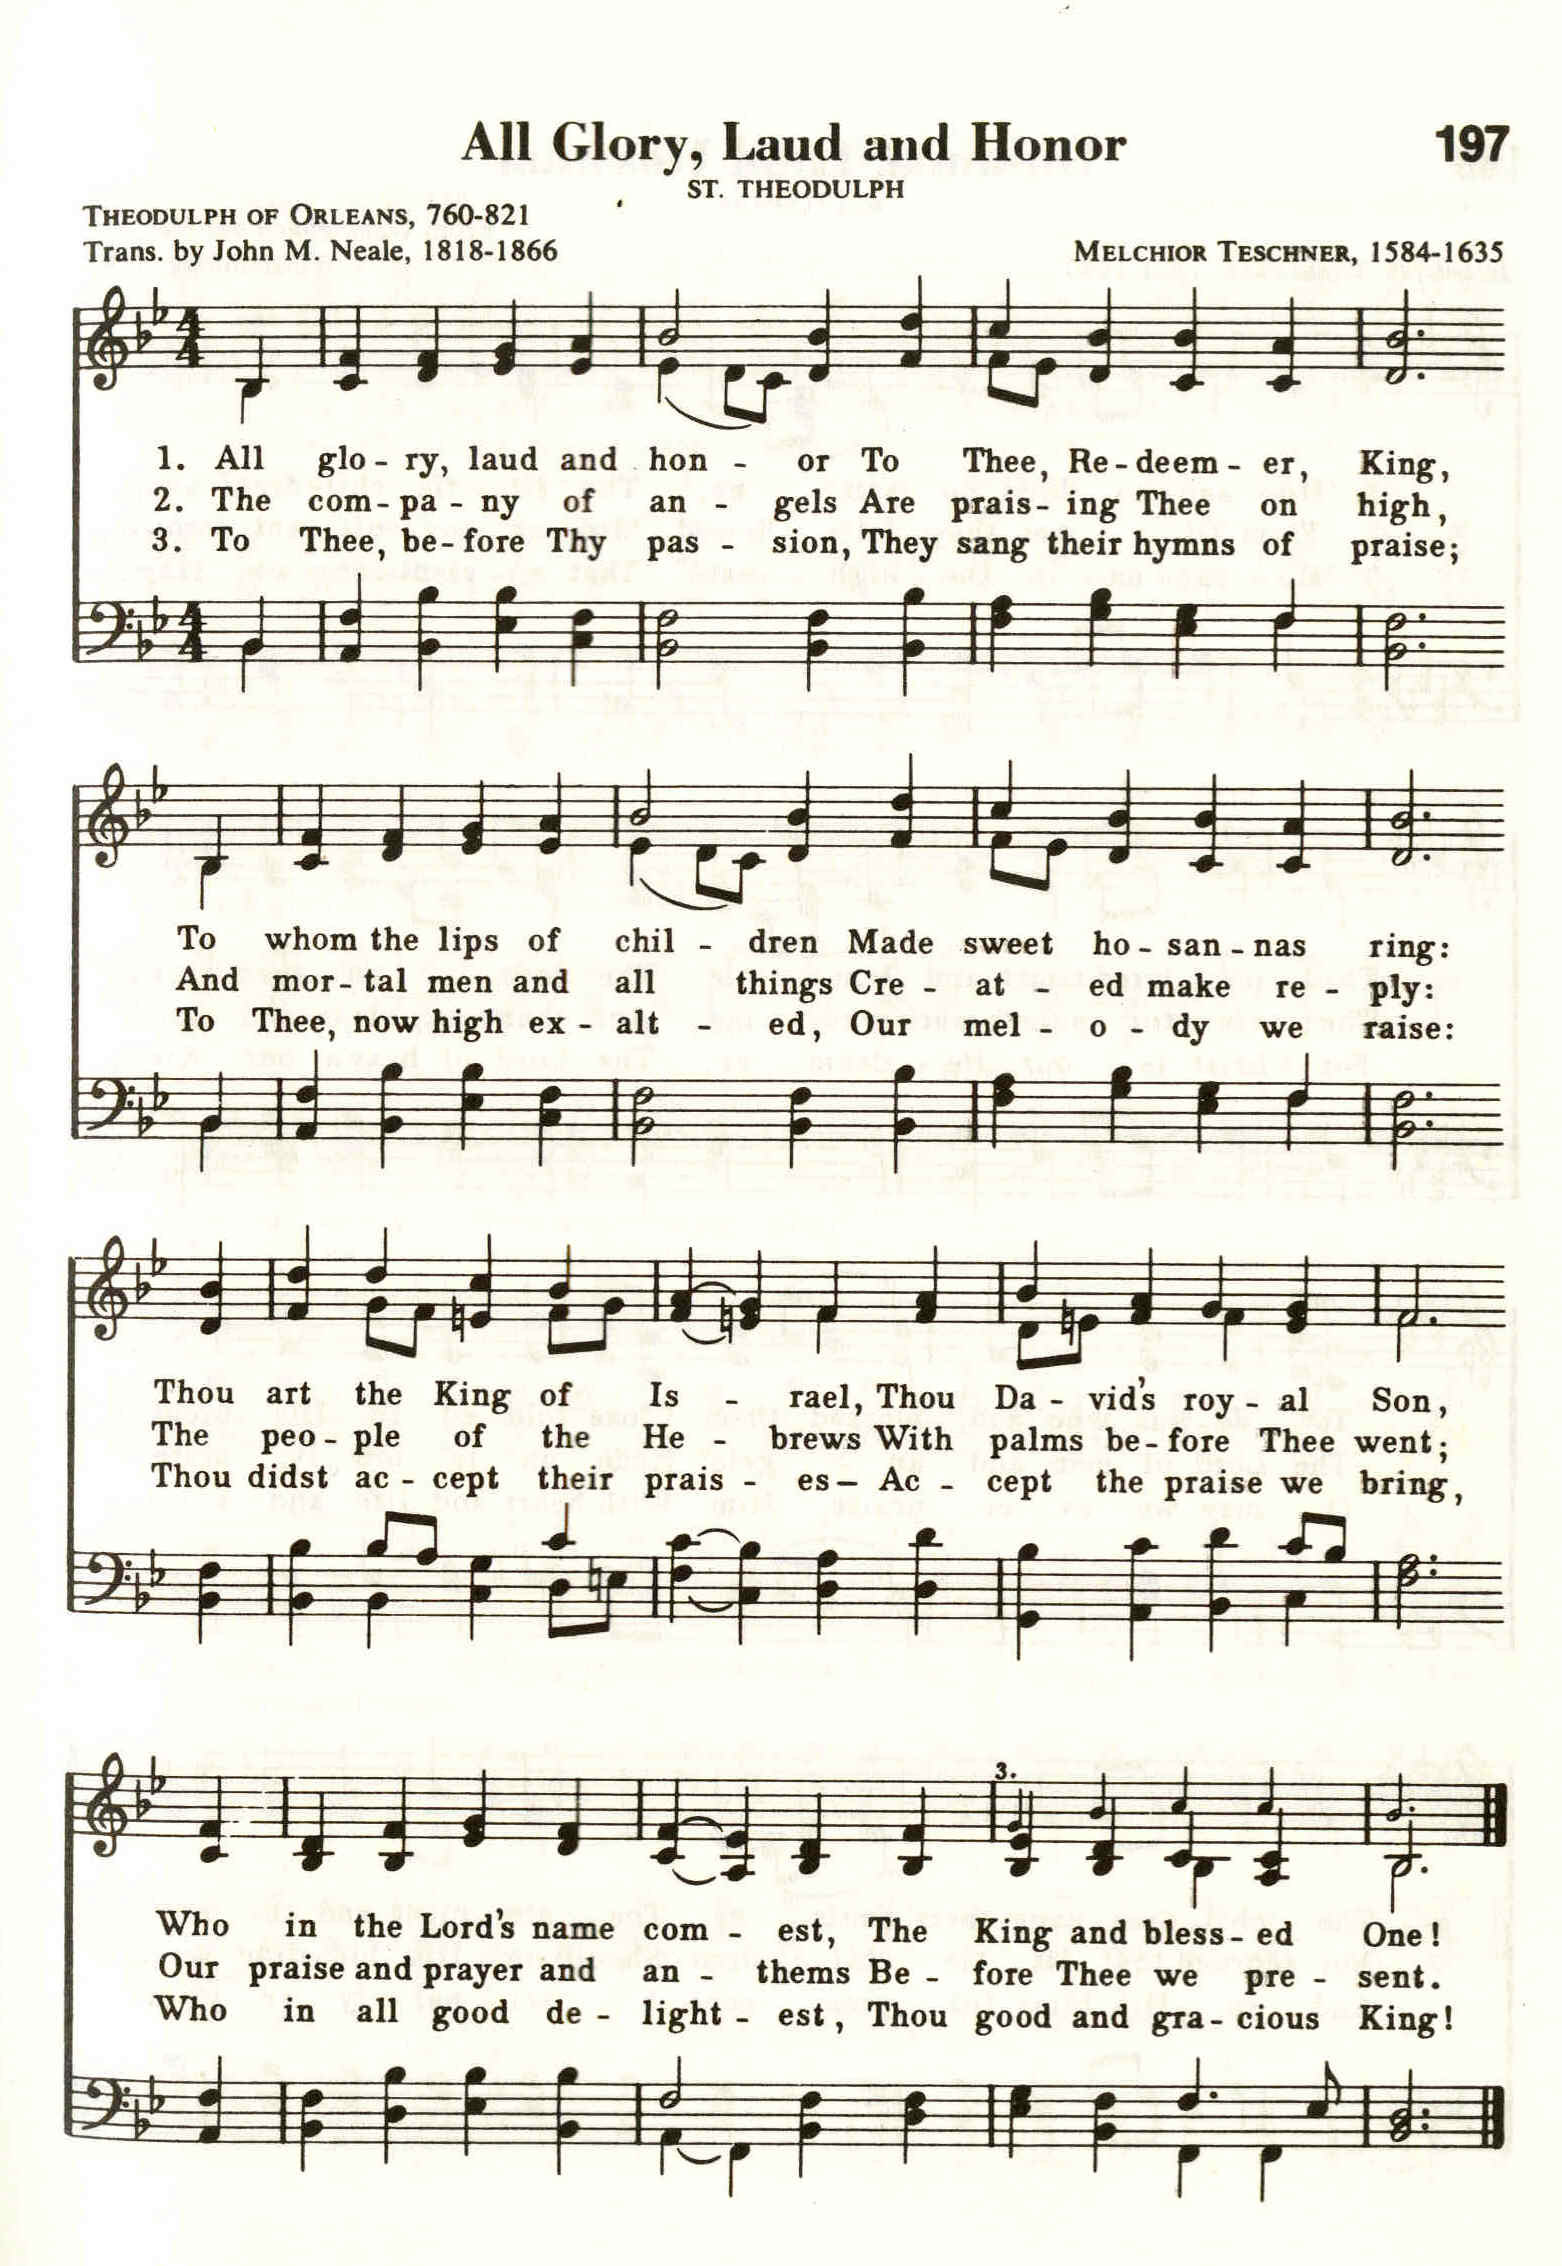 All Glory, Laud and Honor 197
ST. THEODULPH
THEODULPH OF ORLEANS, 760-821
Trans. by John M. Neale, 1818-1866 MELCHIOR TESCHNER, 1584-1635
1. All glo - ry, laud and hon - or To Thee, Re - deem - er, King,
2. The com - pa - ny of an - gels Are prais - ing Thee on high,
3. To Thee, be - fore Thy pas - sion, They sang their hymns of praise;
To whom the lips of chil - dren Made sweet ho - san - nas ring:
And mor - tal men and all things Cre - at - ed make re - ply:
To Thee, now high ex - alt - ed, Our mel - o - dy we raise:
Thou art the King of Is - rael, Thou Da - vid's roy - al Son,
The peo - ple of the He - brews With palms be - fore Thee went;
Thou didst ac - cept their prais - es— Ac - cept the praise we bring,
3.
Who in the Lord's name com - est, The King and bless - ed One!
Our praise and prayer and an - thems Be - fore Thee we pre - sent.
Who in all good de - light - est, Thou good and gra - cious King!